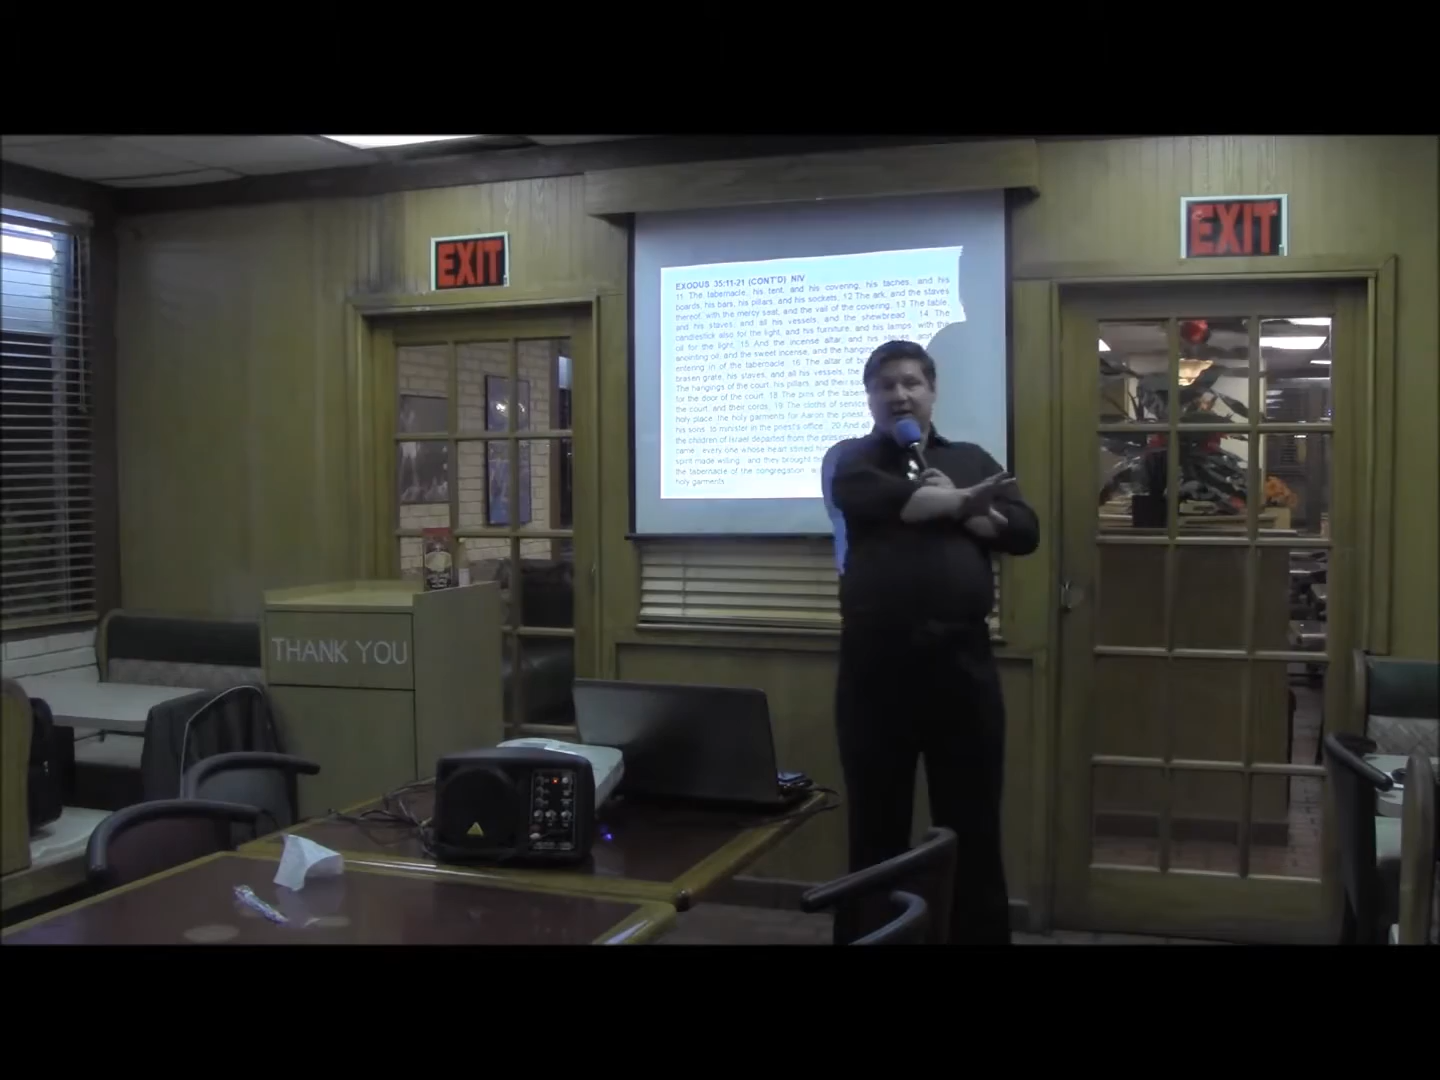 EXIT
EXIT
EXODUS 35:11-21 (CONT'D) NIV
11 The tabernacle, his tent, and his covering, his taches, and his
boards, his bars, his pillars, and his sockets, 12 The ark, and the staves
thereof, with the mercy seat, and the vail of the covering, 13 The table,
and his staves, and all his vessels, and the shewbread, 14 The
candlestick also for the light, and his furniture, and his lamps, with the
oil for the light, 15 And the incense altar, and his staves, and
anointing oil, and the sweet incense, and the hanging
entering in of the tabernacle, 16 The altar of
brasen grate, his staves, and all his vessels, the
The hangings of the court, his pillars, and their
for the door of the court, 18 The pins of the
the court, and their cords, 19 The cloths of service
holy place, the holy garments for Aaron the priest,
his sons, to minister in the priest's office. 20 And all
the children of Israel departed from the
came, every one whose heart stirred him
spirit made willing, and they brought
the tabernacle of the congregation,
holy garments.
THANK YOU